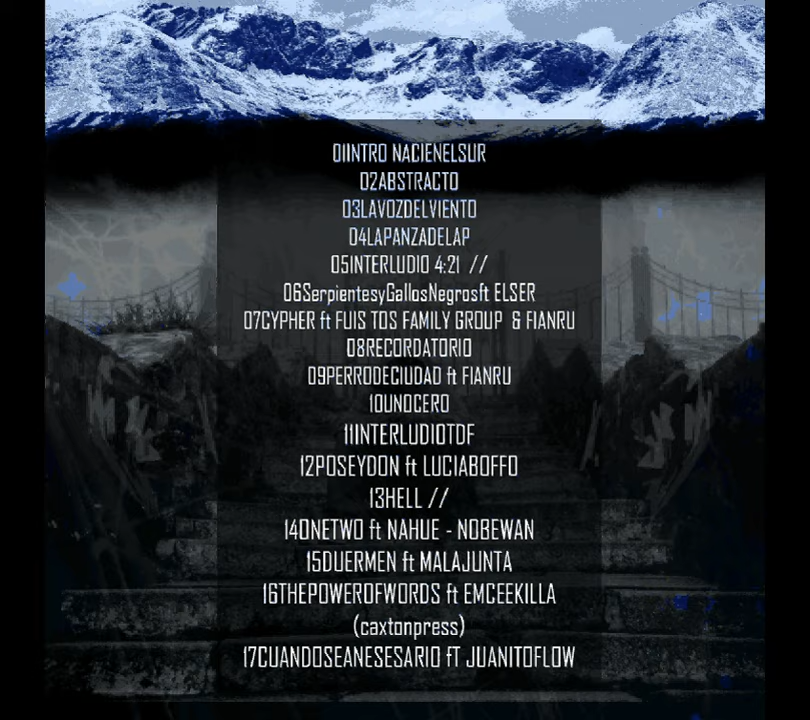 01INTRO NACIENELSUR
02ABSTRACTO
03LAVOZDELVIENTO
04LAPANZADELAP
05INTERLUDIO 4:21 //
06SerpientesyGallosNegrosft ELSER
07CYPHER ft FUIS TDS FAMILY GROUP & FIANRU
08RECORDATORIO
09PERRODECIUDAD ft FIANRU
10UNOCERO
11INTERLUDIOTDF
12POSEYDON ft LUCIABOFFO
13HELL //
14ONETWO ft NAHUE - NOBEWAN
15DUERMEN ft MALAJUNTA
16THEPOWEROFWORDS ft EMCEEKILLA
(caxtonpress)
17CUANDOSEANESESARIO fT JUANITOFLOW